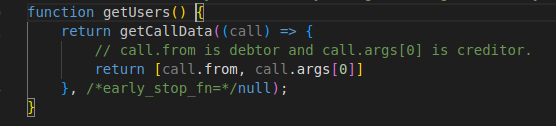 function getUsers() {
return getCallData((call) => {
// call.from is debtor and call.args[0] is creditor.
return [call.from, call.args[0]]
}, /*early_stop_fn=*/null);
}